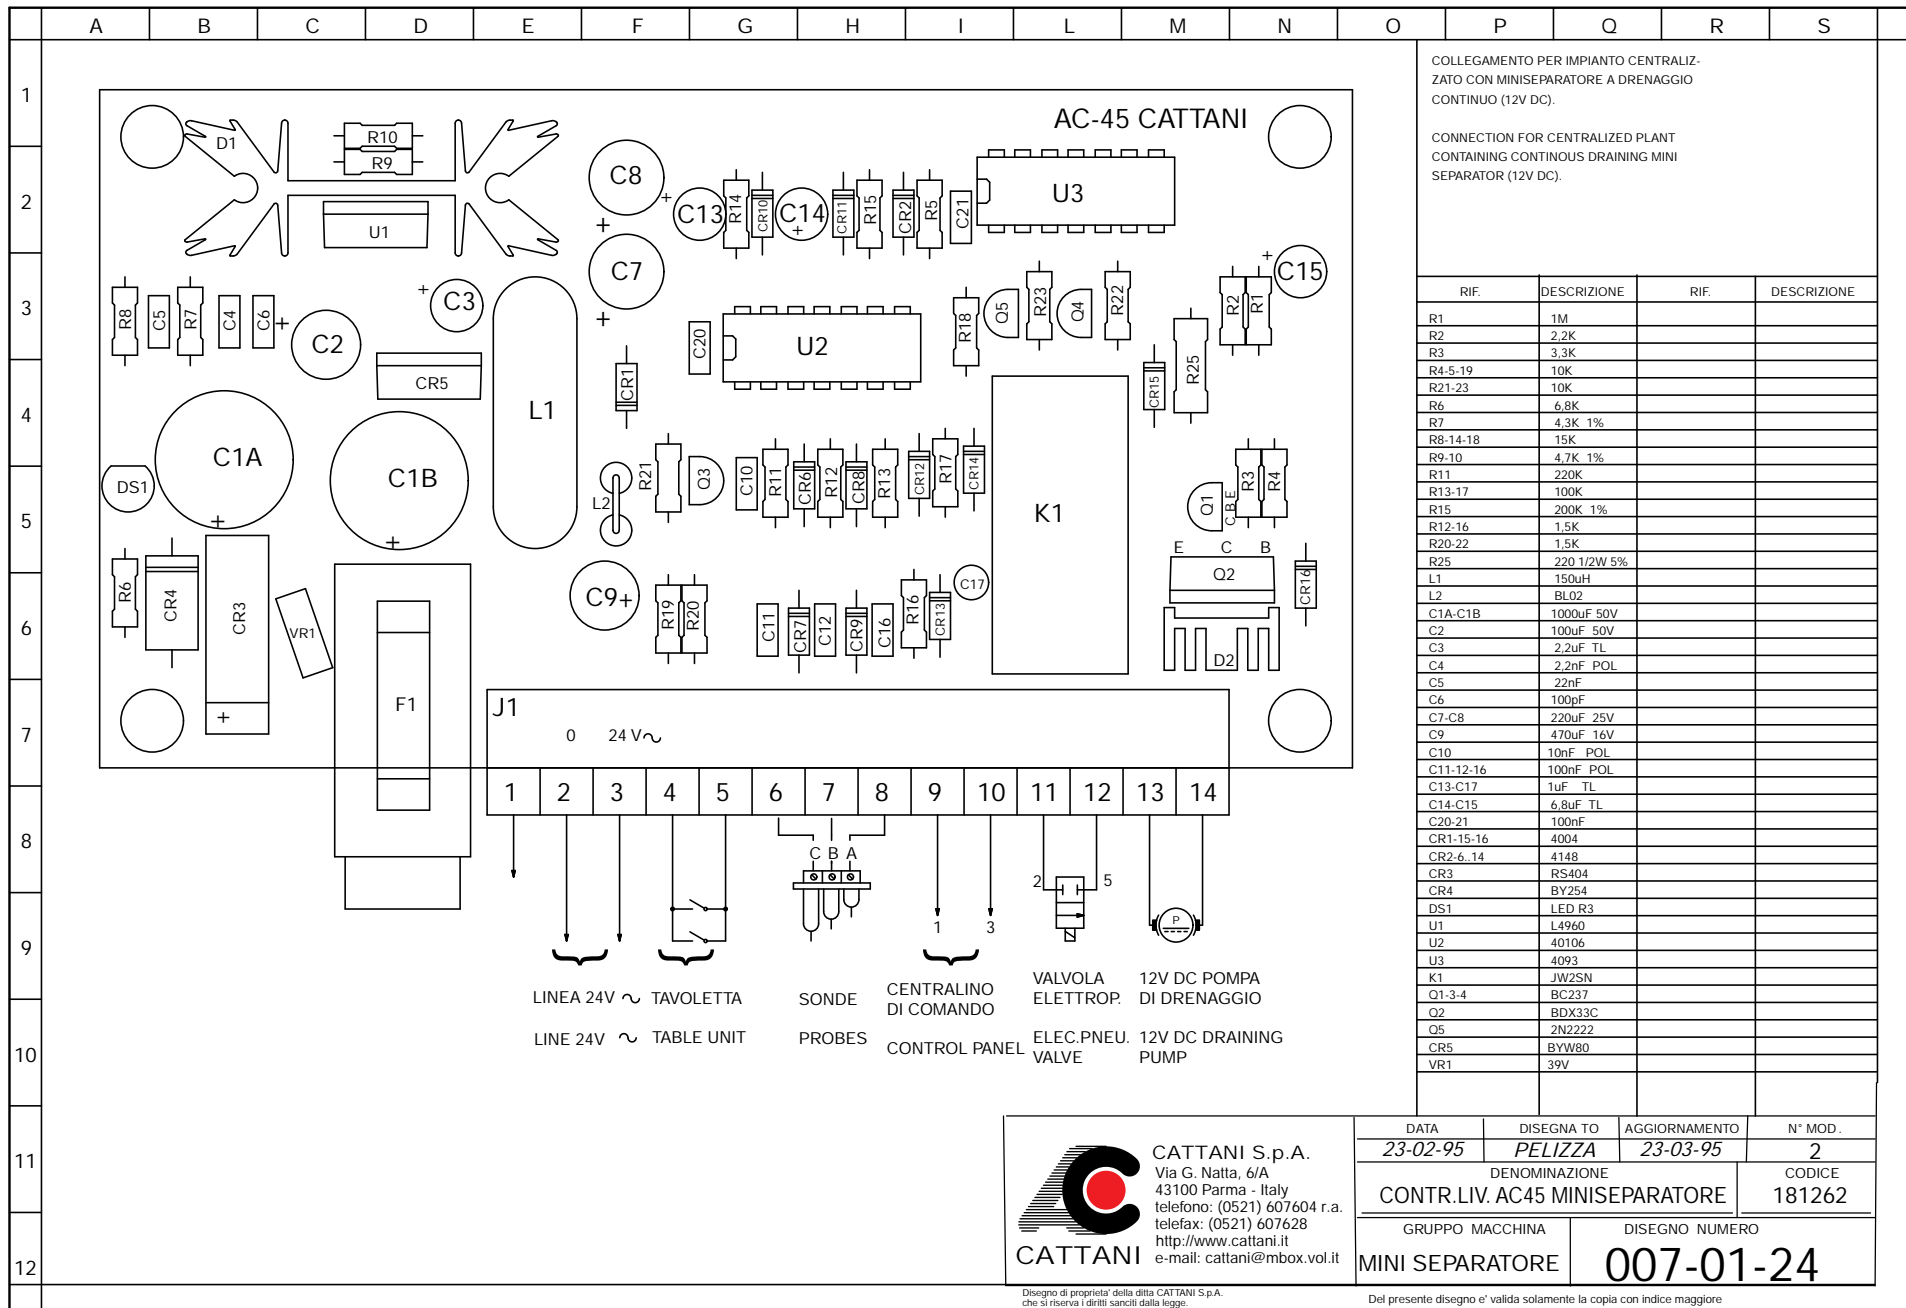 A B C D E F G H I L M N O P Q R S
1
2
3
4
5
6
7
8
9
10
11
12
COLLEGAMENTO PER IMPIANTO CENTRALIZ-
ZATO CON MINISEPARATORE A DRENAGGIO
CONTINUO (12V DC).
CONNECTION FOR CENTRALIZED PLANT
CONTAINING CONTINOUS DRAINING MINI
SEPARATOR (12V DC).
AC-45 CATTANI
D1
R10
R9
U1
C8
+
C13
+
R14
CR10
C14
+
CR11
R15
CR2
R5
C21
U3
C7
+
C15
+
R8
C5
R7
C4
C6
+
C2
+
C3
CR5
L1
CR1
C20
U2
R18
Q5
R23
Q4
R22
R2
R1
CR15
R25
C1A
+
C1B
+
DS1
L2
R21
Q3
C10
R11
CR6
R12
CR8
R13
CR12
R17
CR14
K1
Q1
C B E
R3
R4
E C B
Q2
CR16
D2
R6
CR4
CR3
+
VR1
F1
C9+
R19
R20
C11
CR7
C12
CR9
C16
R16
CR13
C17
J1
0 24 V~
1 2 3 4 5 6 7 8 9 10 11 12 13 14
C B A
2 5
1 3
P
LINEA 24V ~
LINE 24V ~
TAVOLETTA
TABLE UNIT
SONDE
PROBES
CENTRALINO
DI COMANDO
CONTROL PANEL
VALVOLA
ELETTROP.
ELEC.PNEU.
VALVE
12V DC POMPA
DI DRENAGGIO
12V DC DRAINING
PUMP
RIF. DESCRIZIONE RIF. DESCRIZIONE
R1 1M
R2 2,2K
R3 3,3K
R4-5-19 10K
R21-23 10K
R6 6,8K
R7 4,3K 1%
R8-14-18 15K
R9-10 4,7K 1%
R11 220K
R13-17 100K
R15 200K 1%
R12-16 1,5K
R20-22 1,5K
R25 220 1/2W 5%
L1 150uH
L2 BL02
C1A-C1B 1000uF 50V
C2 100uF 50V
C3 2,2uF TL
C4 2,2nF POL
C5 22nF
C6 100pF
C7-C8 220uF 25V
C9 470uF 16V
C10 10nF POL
C11-12-16 100nF POL
C13-C17 1uF TL
C14-C15 6,8uF TL
C20-21 100nF
CR1-15-16 4004
CR2-6..14 4148
CR3 RS404
CR4 BY254
DS1 LED R3
U1 L4960
U2 40106
U3 4093
K1 JW2SN
Q1-3-4 BC237
Q2 BDX33C
Q5 2N2222
CR5 BYW80
VR1 39V
CATTANI
CATTANI S.p.A.
Via G. Natta, 6/A
43100 Parma - Italy
telefono: (0521) 607604 r.a.
telefax: (0521) 607628
http://www.cattani.it
e-mail: cattani@mbox.vol.it
DATA DISEGNA TO AGGIORNAMENTO N° MOD.
23-02-95 PELIZZA 23-03-95 2
DENOMINAZIONE CODICE
CONTR.LIV. AC45 MINISEPARATORE 181262
GRUPPO MACCHINA DISEGNO NUMERO
MINI SEPARATORE 007-01-24
Disegno di proprieta' della ditta CATTANI S.p.A.
che si riserva i diritti sanciti dalla legge.
Del presente disegno e' valida solamente la copia con indice maggiore